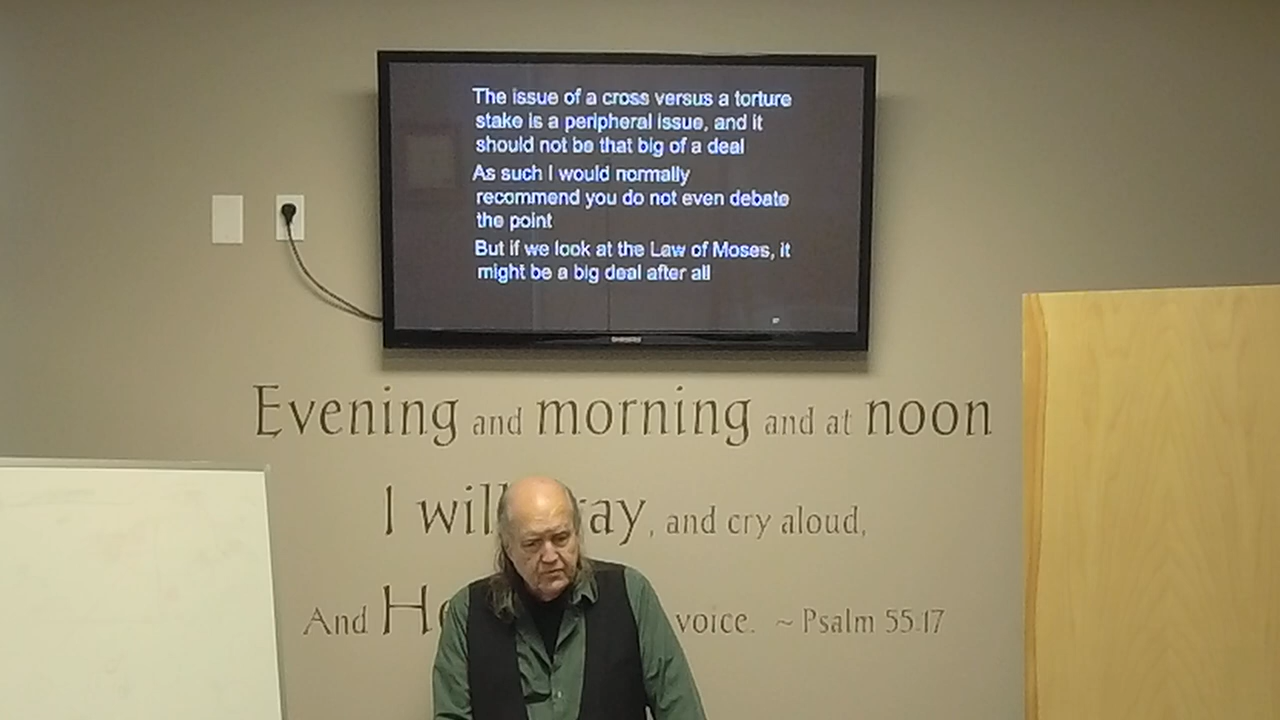 The issue of a cross versus a torture
stake is a peripheral issue, and it
should not be that big of a deal
As such I would normally
recommend you do not even debate
the point
But if we look at the Law of Moses, it
might be a big deal after all
Evening and morning and at noon
I will ay, and cry aloud,
And He voice. ~ Psalm 55:17